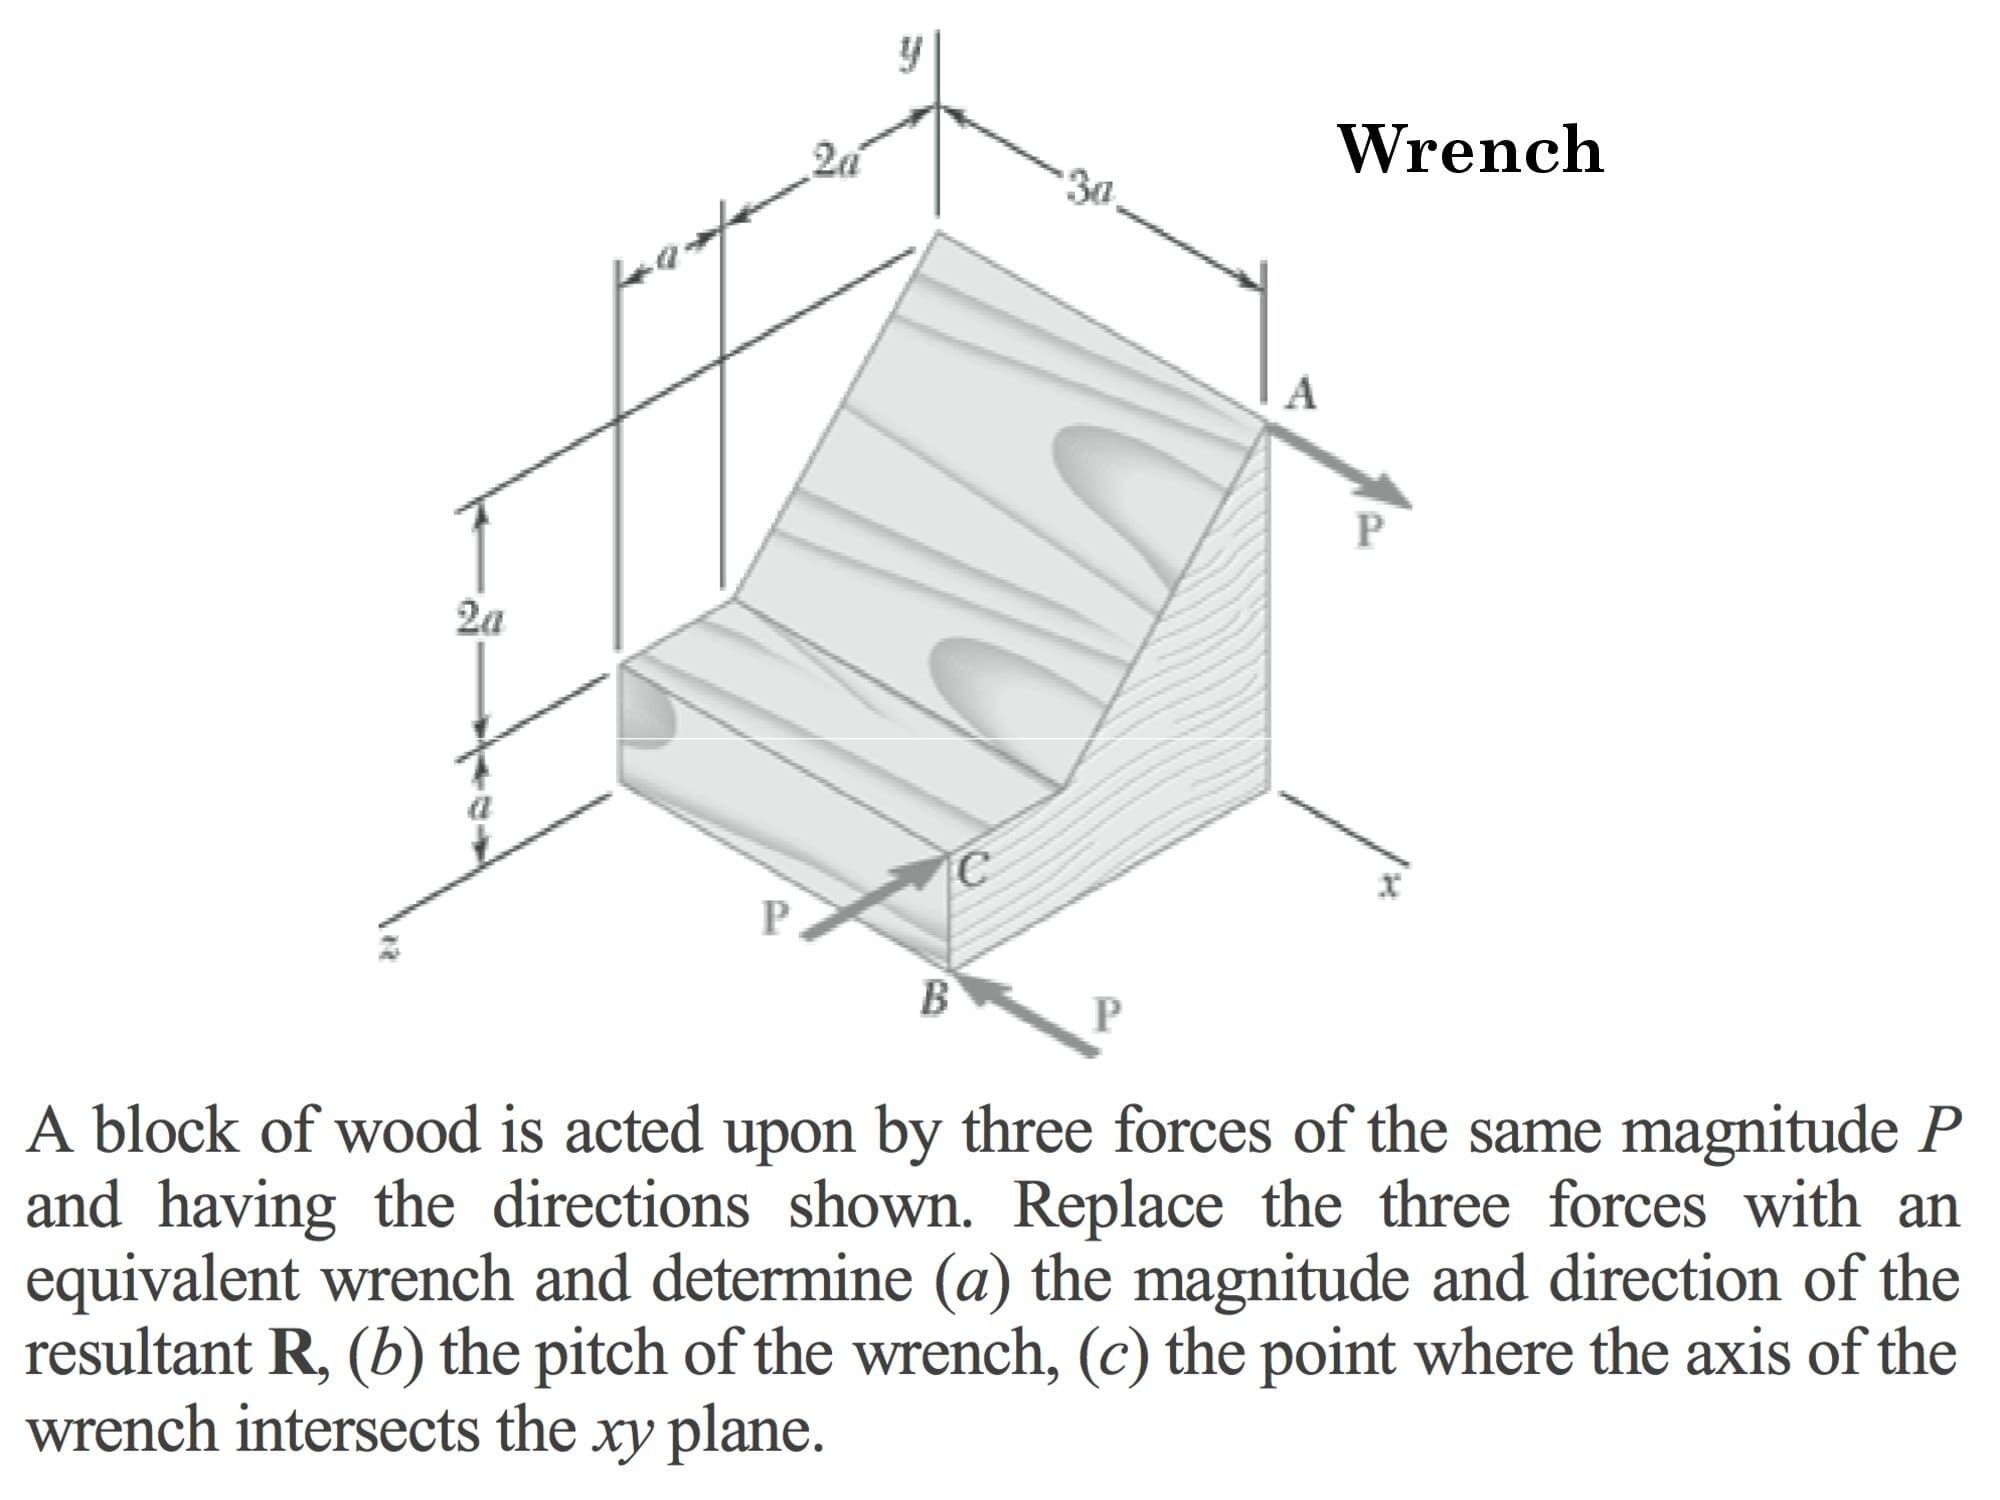 y
Wrench
2a
3a
a
A
P
2a
a
C
P
x
z
B
P
A block of wood is acted upon by three forces of the same magnitude P
and having the directions shown. Replace the three forces with an
equivalent wrench and determine (a) the magnitude and direction of the
resultant R, (b) the pitch of the wrench, (c) the point where the axis of the
wrench intersects the xy plane.